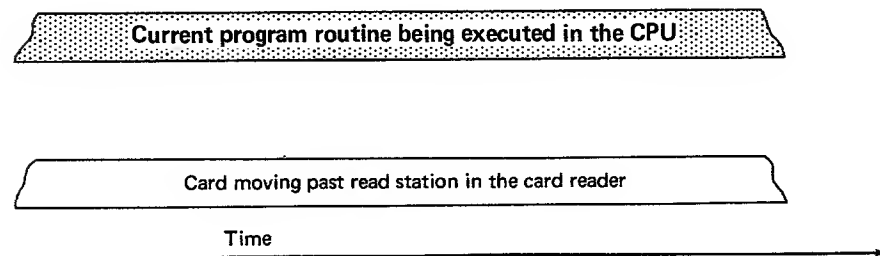 Current program routine being executed in the CPU
Card moving past read station in the card reader
Time